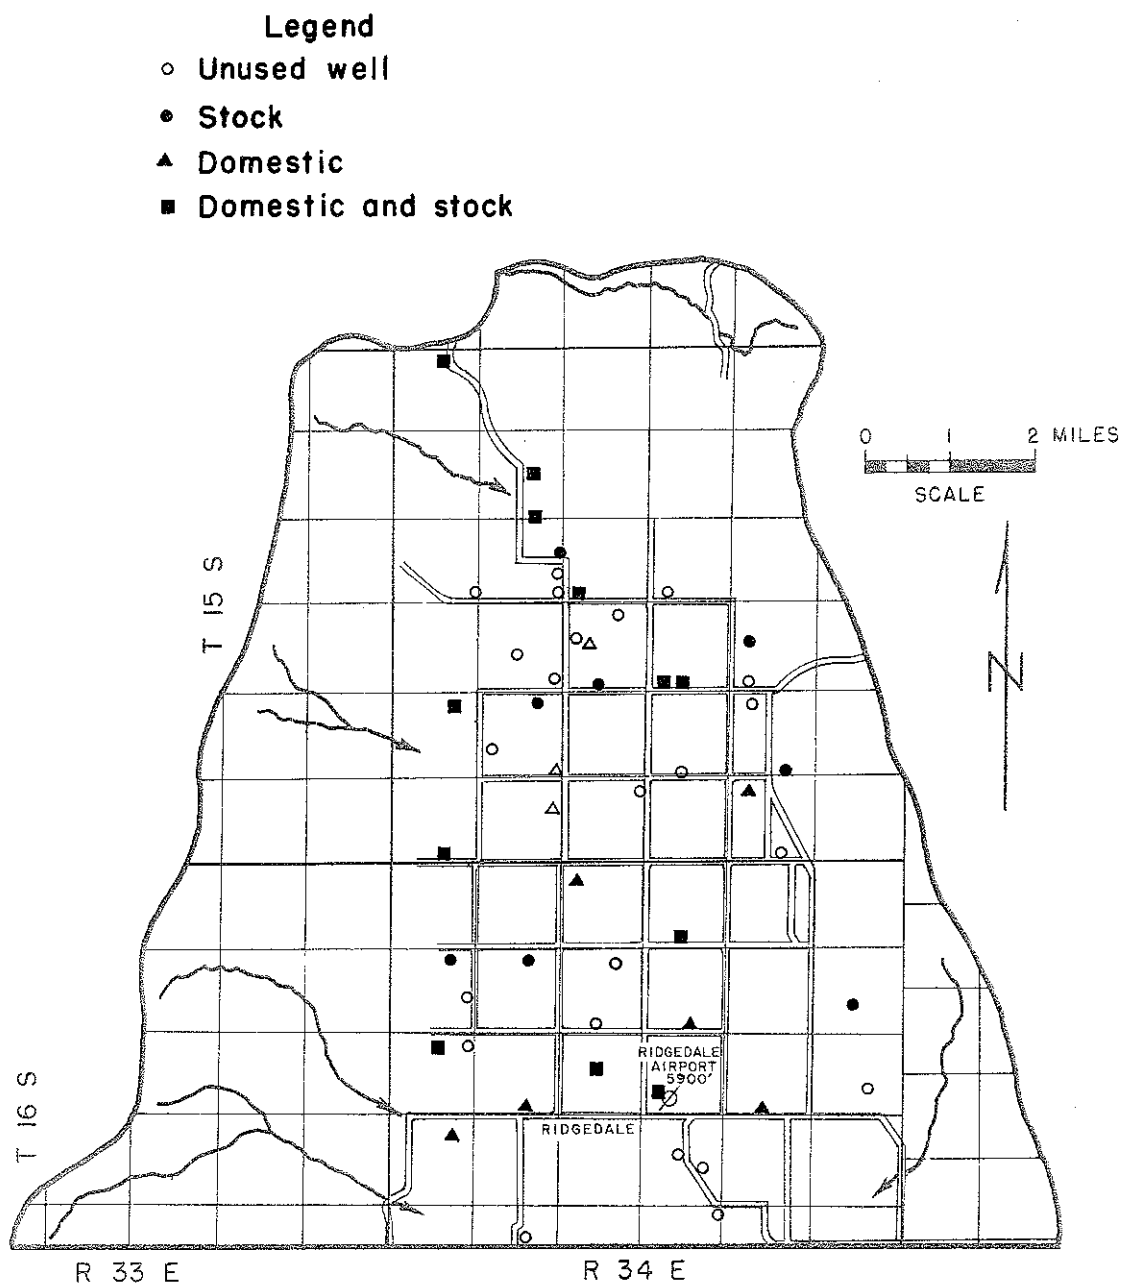 Legend
Unused well
Stock
Domestic
Domestic and stock
0 1 2 MILES
SCALE
T 15 S
N
RIDGEDALE
AIRPORT
5900'
T 16 S
RIDGEDALE
R 33 E R 34 E